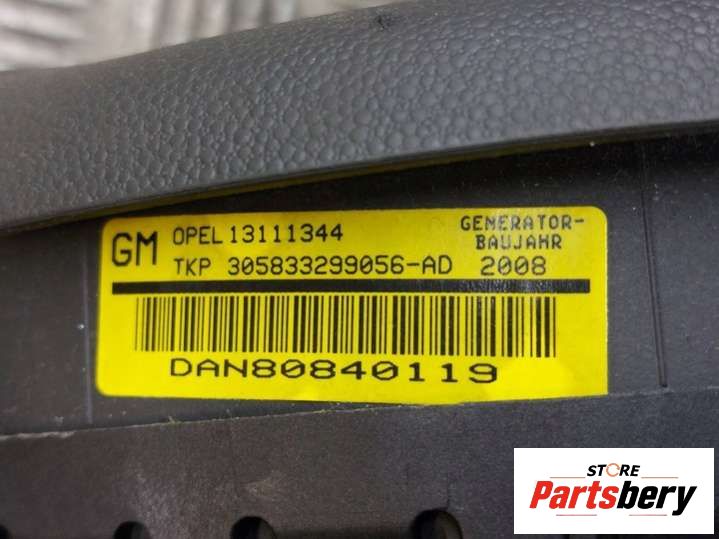 GM
OPEL 13111344
GENERATOR-
BAUJAHR
TKP 305833299056-AD
2008
DAN80840119
STORE
Partsbery